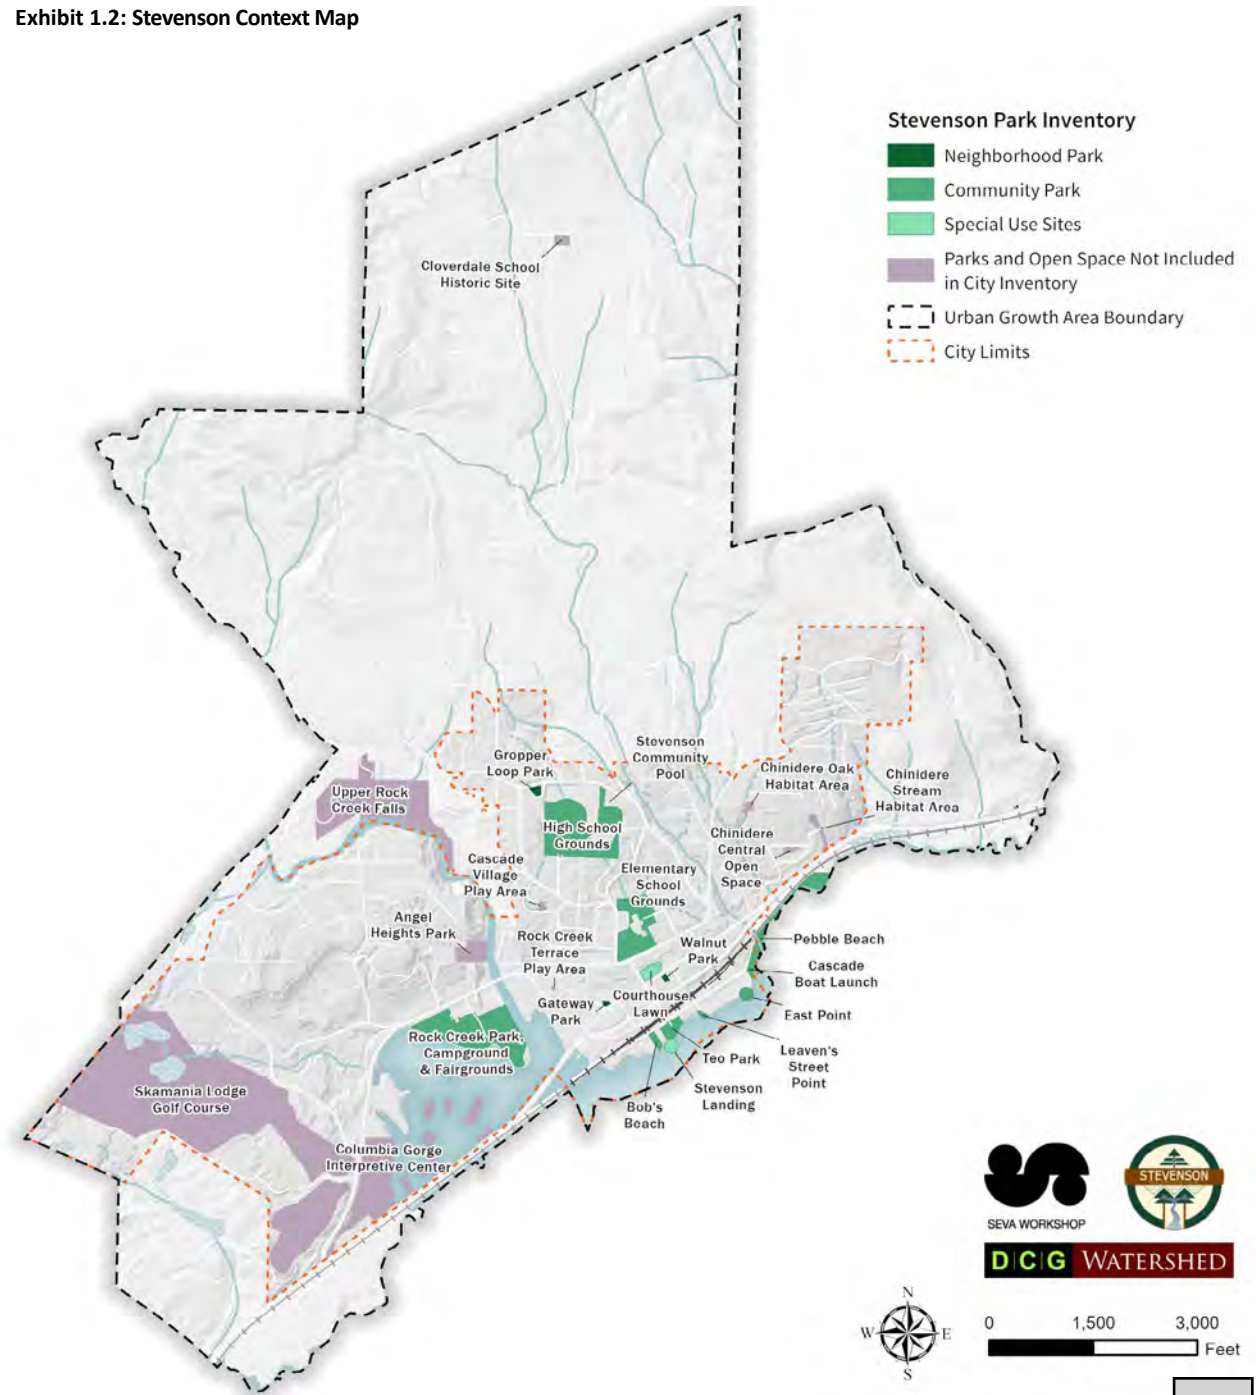 Exhibit 1.2: Stevenson Context Map
Stevenson Park Inventory
Neighborhood Park
Community Park
Special Use Sites
Parks and Open Space Not Included
in City Inventory
Urban Growth Area Boundary
City Limits
Cloverdale School
Historic Site
Stevenson
Community
Pool
Gropper
Loop Park
Chinidere Oak
Habitat Area
Chinidere
Stream
Habitat Area
Upper Rock
Creek Falls
High School
Grounds
Chinidere
Central
Open
Space
Cascade
Village
Play Area
Elementary
School
Grounds
Angel
Heights Park
Rock Creek
Terrace
Play Area
Walnut
Park
Pebble Beach
Cascade
Boat Launch
Gateway
Park
Courthouse
Lawn
East Point
Rock Creek Park,
Campground
& Fairgrounds
Teo Park
Leaven's
Street
Point
Stevenson
Landing
Bob's
Beach
Skamania Lodge
Golf Course
Columbia Gorge
Interpretive Center
SEVA WORKSHOP
STEVENSON
D|C|G WATERSHED
N
W E
S
0 1,500 3,000
Feet